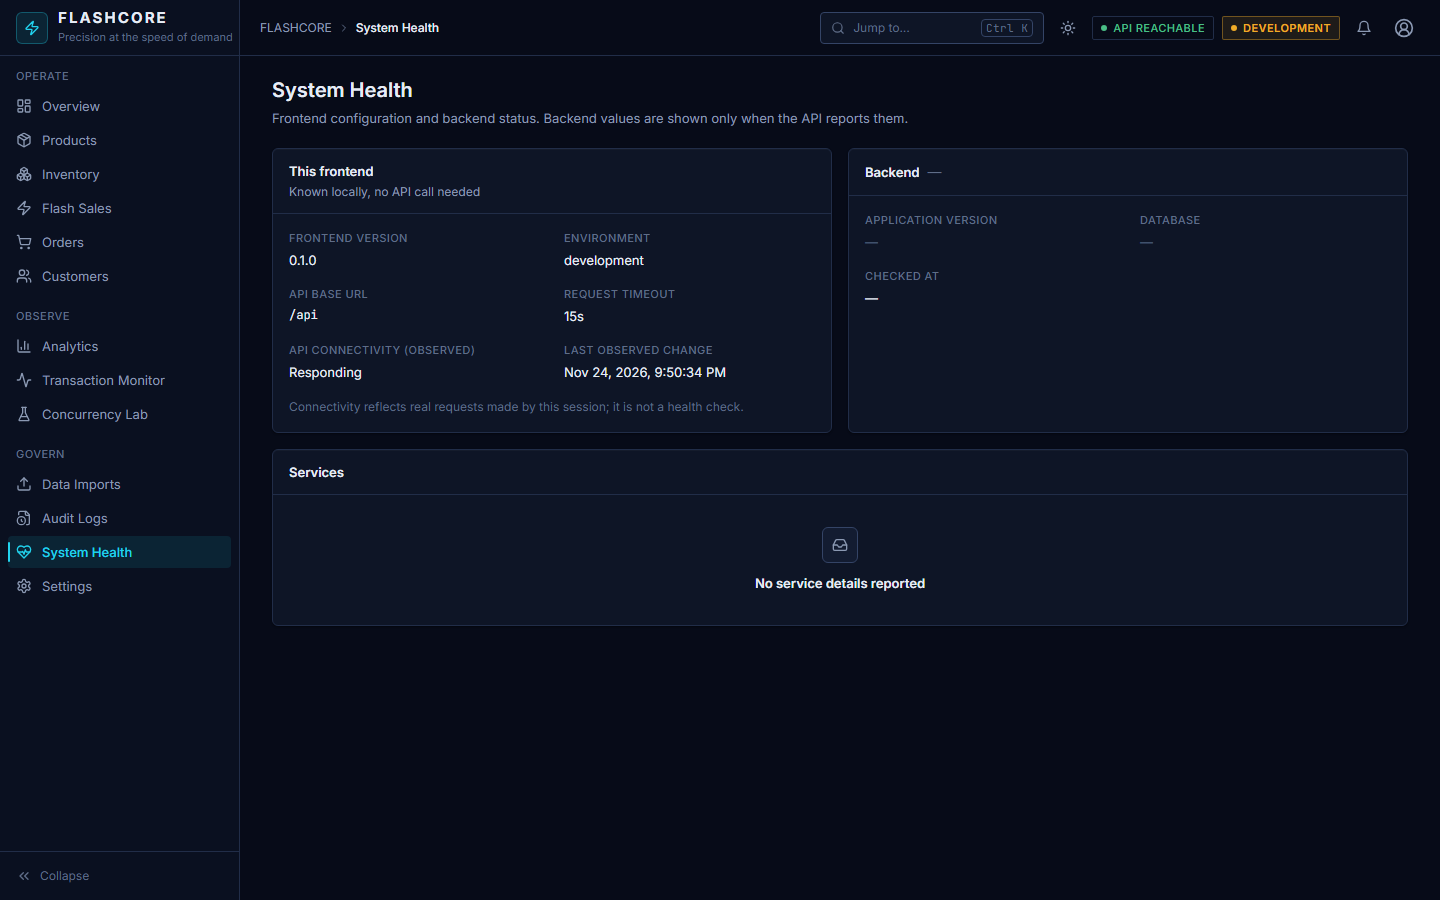 FLASHCORE
Precision at the speed of demand
FLASHCORE > System Health
Jump to...
Ctrl K
API REACHABLE
DEVELOPMENT
OPERATE
Overview
Products
Inventory
Flash Sales
Orders
Customers
OBSERVE
Analytics
Transaction Monitor
Concurrency Lab
GOVERN
Data Imports
Audit Logs
System Health
Settings
Collapse
System Health
Frontend configuration and backend status. Backend values are shown only when the API reports them.
This frontend
Known locally, no API call needed
FRONTEND VERSION
0.1.0
ENVIRONMENT
development
API BASE URL
/api
REQUEST TIMEOUT
15s
API CONNECTIVITY (OBSERVED)
Responding
LAST OBSERVED CHANGE
Nov 24, 2026, 9:50:34 PM
Connectivity reflects real requests made by this session; it is not a health check.
Backend —
APPLICATION VERSION
—
DATABASE
—
CHECKED AT
—
Services
No service details reported